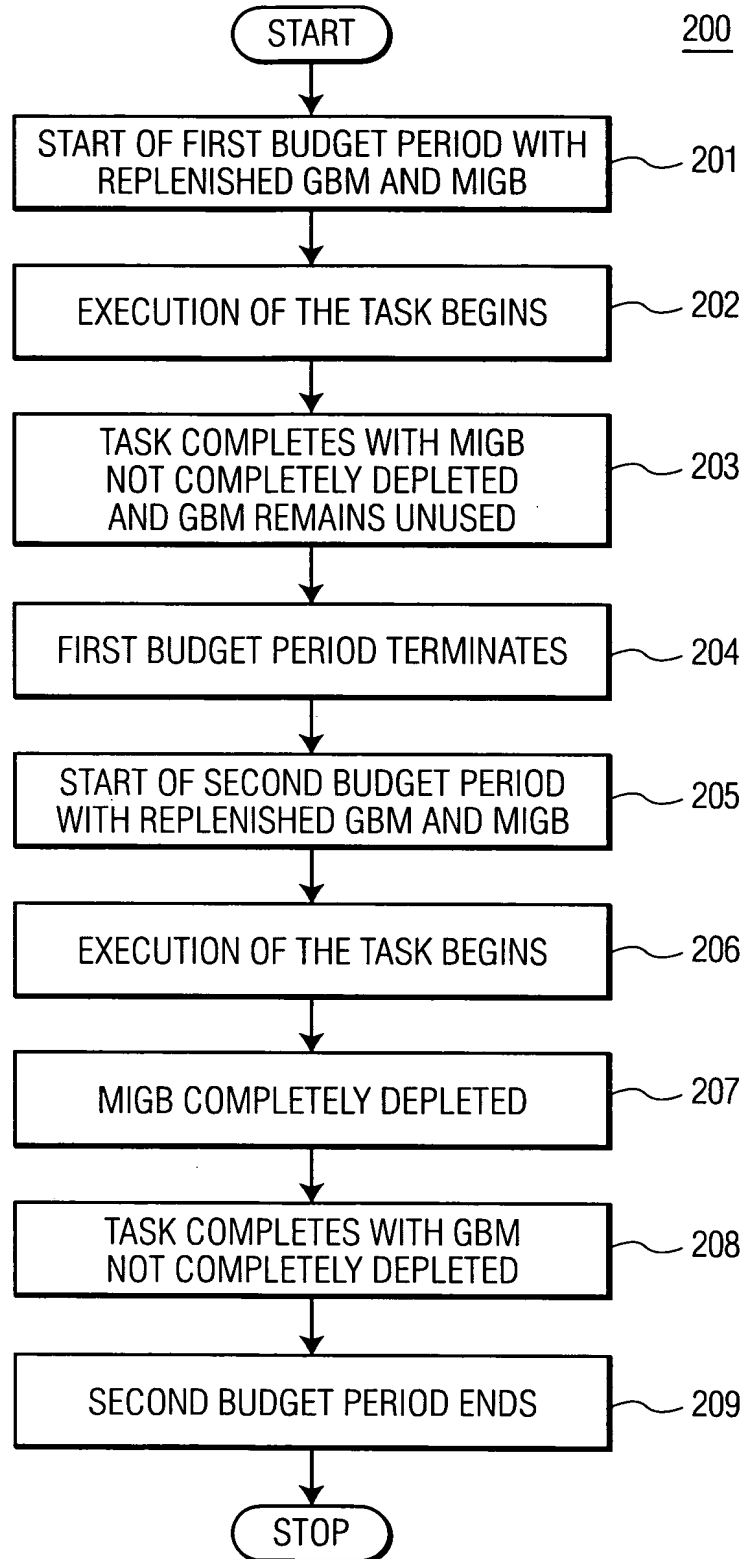 START
200
START OF FIRST BUDGET PERIOD WITH
REPLENISHED GBM AND MIGB
201
EXECUTION OF THE TASK BEGINS
202
TASK COMPLETES WITH MIGB
NOT COMPLETELY DEPLETED
AND GBM REMAINS UNUSED
203
FIRST BUDGET PERIOD TERMINATES
204
START OF SECOND BUDGET PERIOD
WITH REPLENISHED GBM AND MIGB
205
EXECUTION OF THE TASK BEGINS
206
MIGB COMPLETELY DEPLETED
207
TASK COMPLETES WITH GBM
NOT COMPLETELY DEPLETED
208
SECOND BUDGET PERIOD ENDS
209
STOP